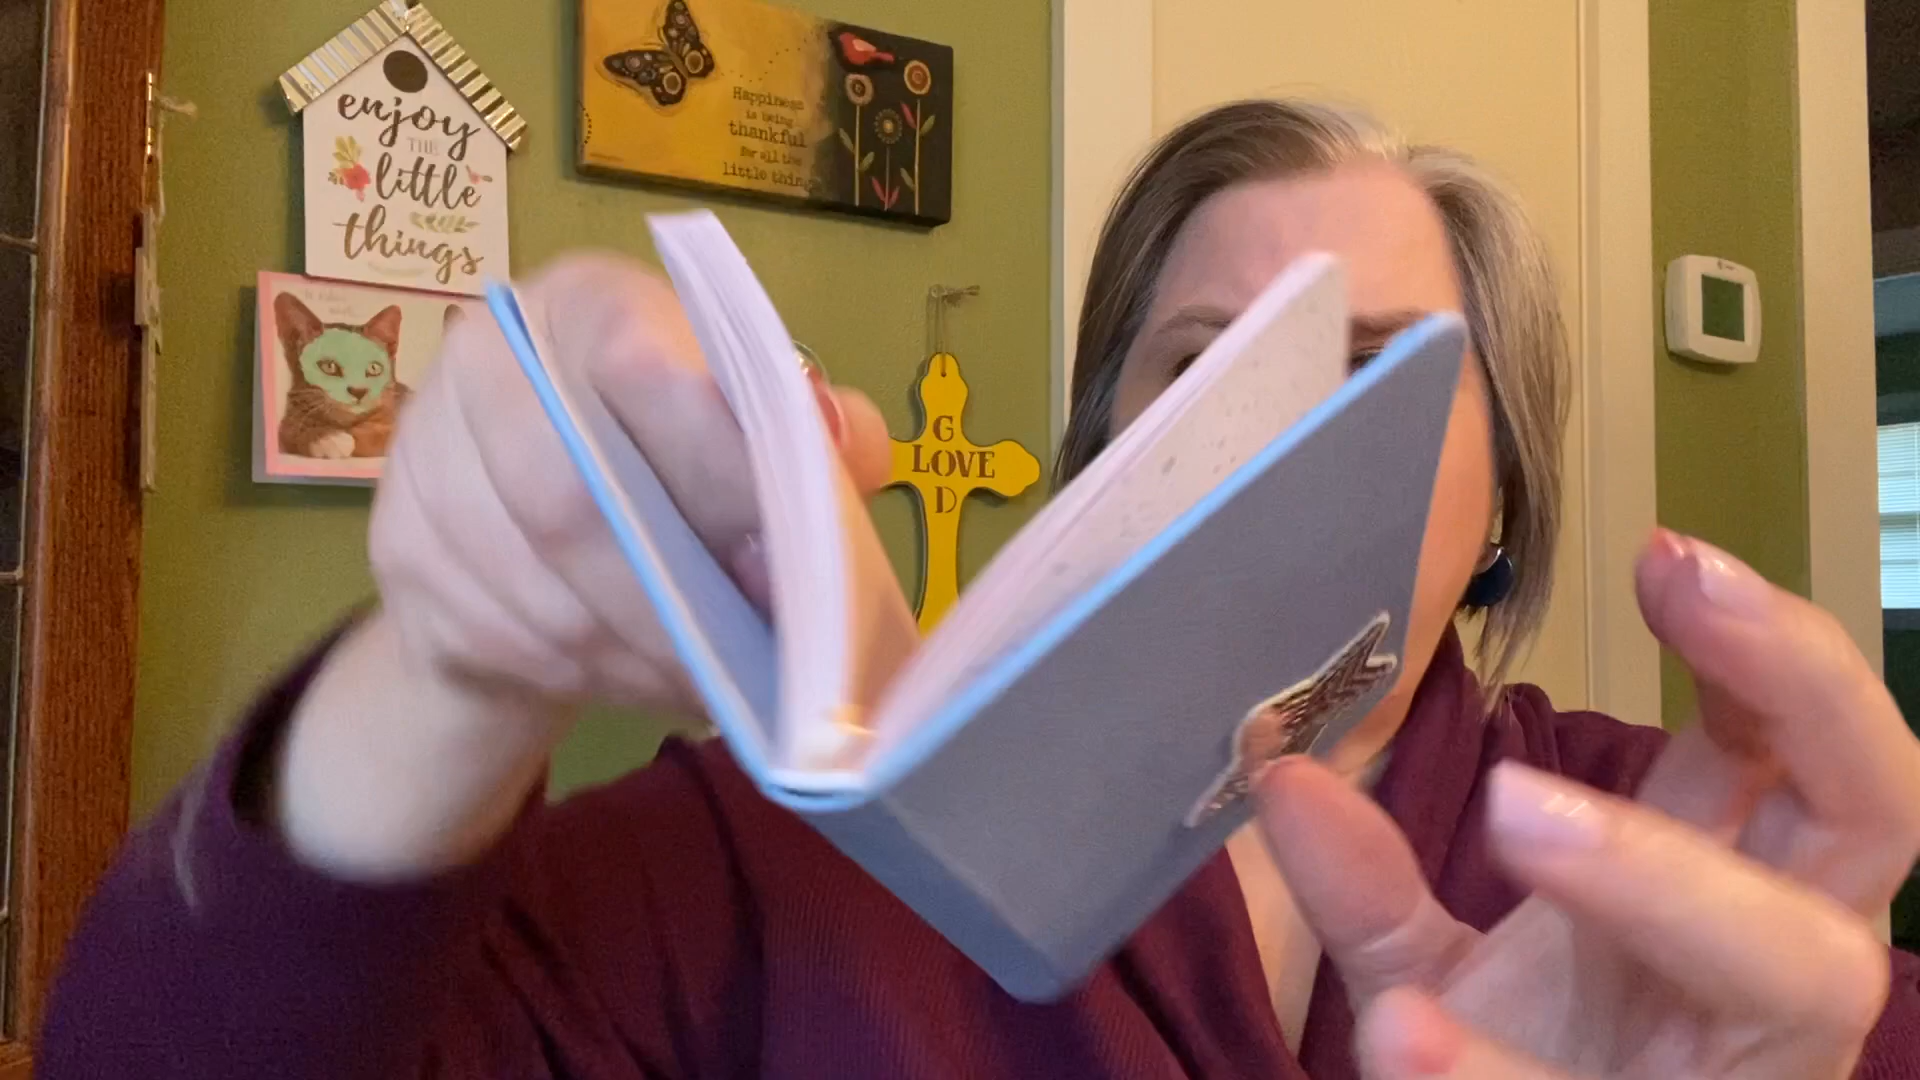 enjoy
THE
little
things
Happiness
is being
thankful
for all the
little things
G
LOVE
D